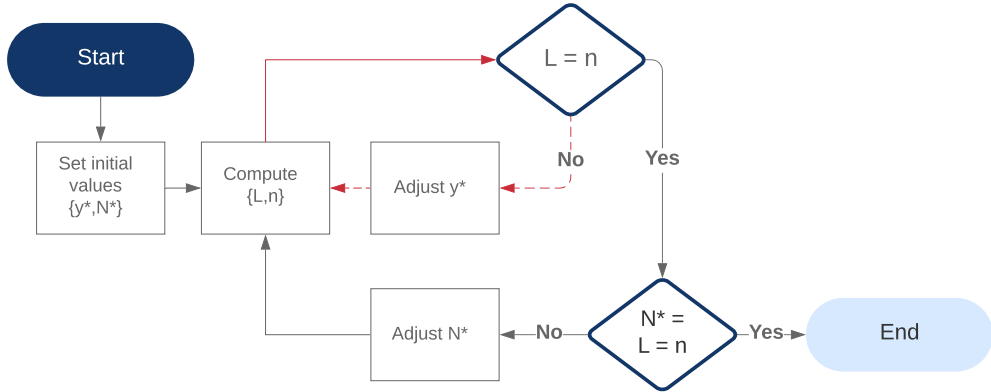 Start
L = n
Set initial
values
{y*,N*}
Compute
{L,n}
Adjust y*
No
Yes
Adjust N*
No
N* =
L = n
Yes
End